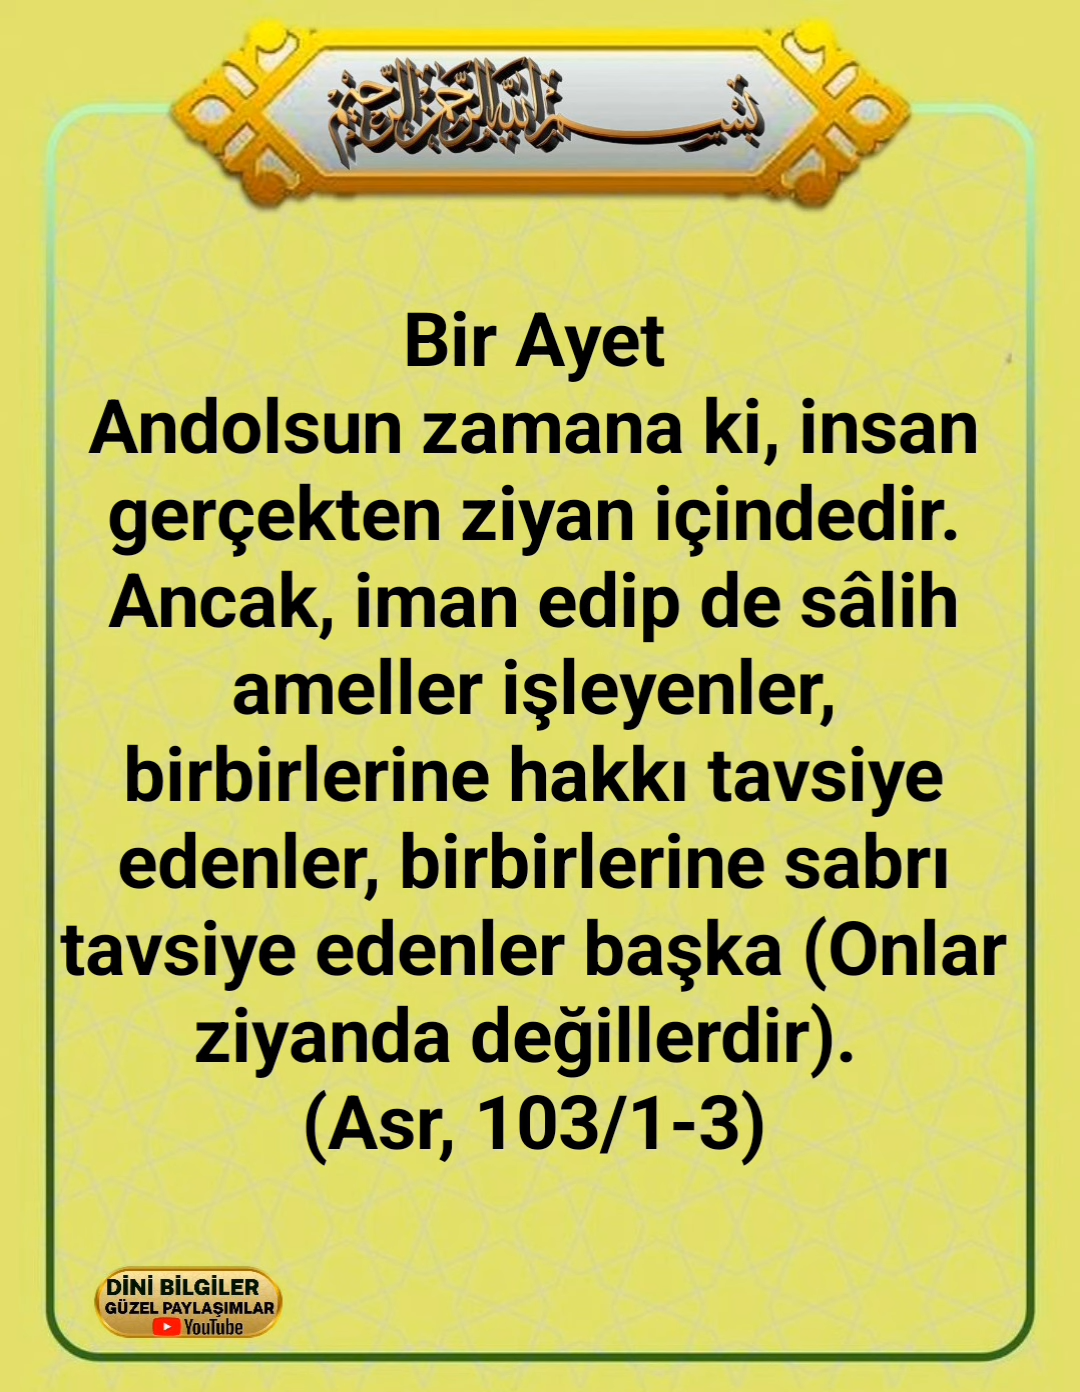 بسم الله الرحمن الرحيم
Bir Ayet
Andolsun zamana ki, insan
gerçekten ziyan içindedir.
Ancak, iman edip de sâlih
ameller işleyenler,
birbirlerine hakkı tavsiye
edenler, birbirlerine sabrı
tavsiye edenler başka (Onlar
ziyanda değillerdir).
(Asr, 103/1-3)
DİNİ BİLGİLER
GÜZEL PAYLAŞIMLAR
YouTube